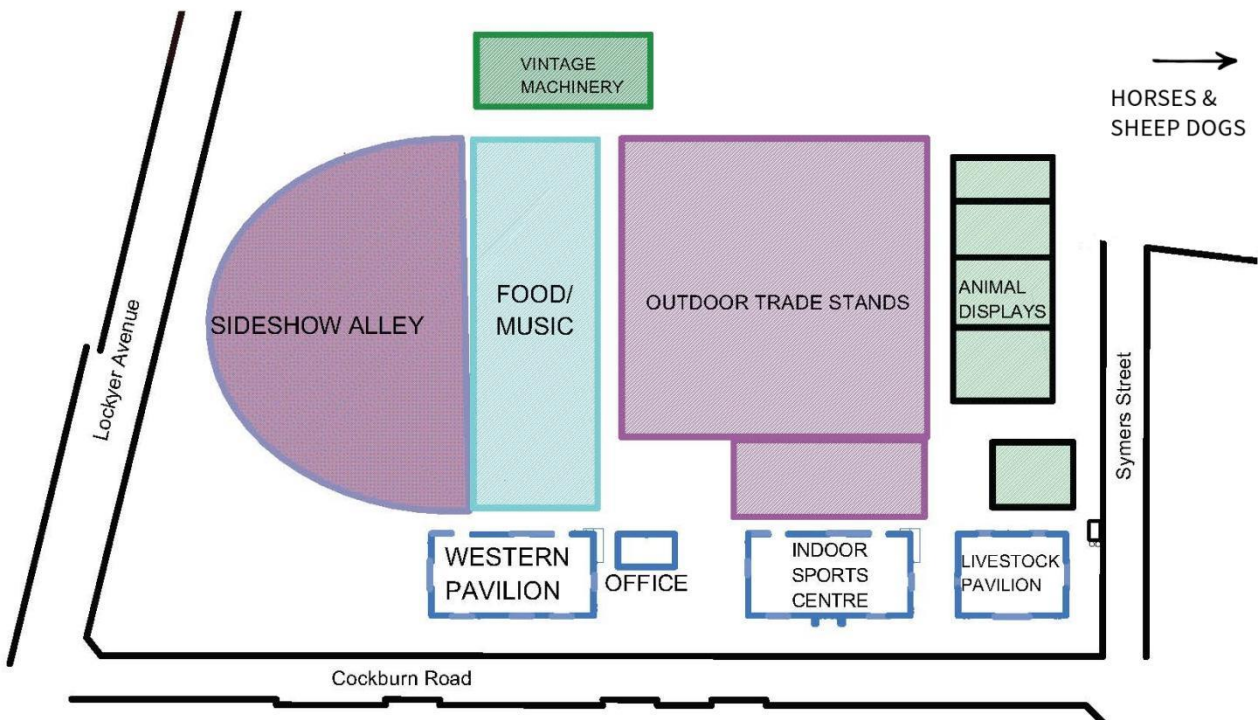 VINTAGE
MACHINERY
HORSES &
SHEEP DOGS
SIDESHOW ALLEY
FOOD/
MUSIC
OUTDOOR TRADE STANDS
ANIMAL
DISPLAYS
Lockyer Avenue
Symers Street
WESTERN
PAVILION
OFFICE
INDOOR
SPORTS
CENTRE
LIVESTOCK
PAVILION
Cockburn Road